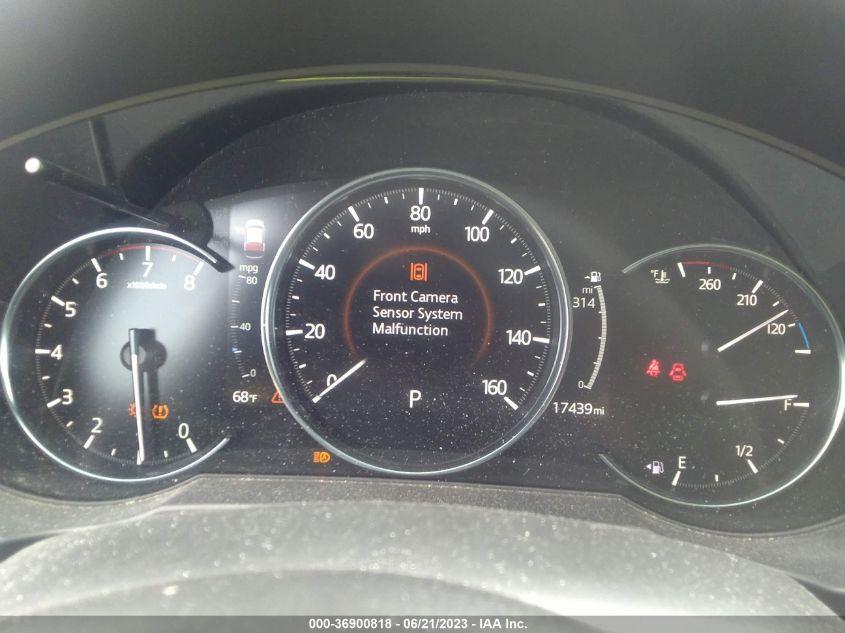 8
7
6
5
4
3
2
0
x1000r/min
mpg
80
40
0
68°F
0
20
40
60
80
mph
100
120
140
160
Front Camera
Sensor System
Malfunction
P
mi
314
0
17439mi
°F
260
210
120
F
1/2
E
000-36900818 - 06/21/2023 - IAA Inc.